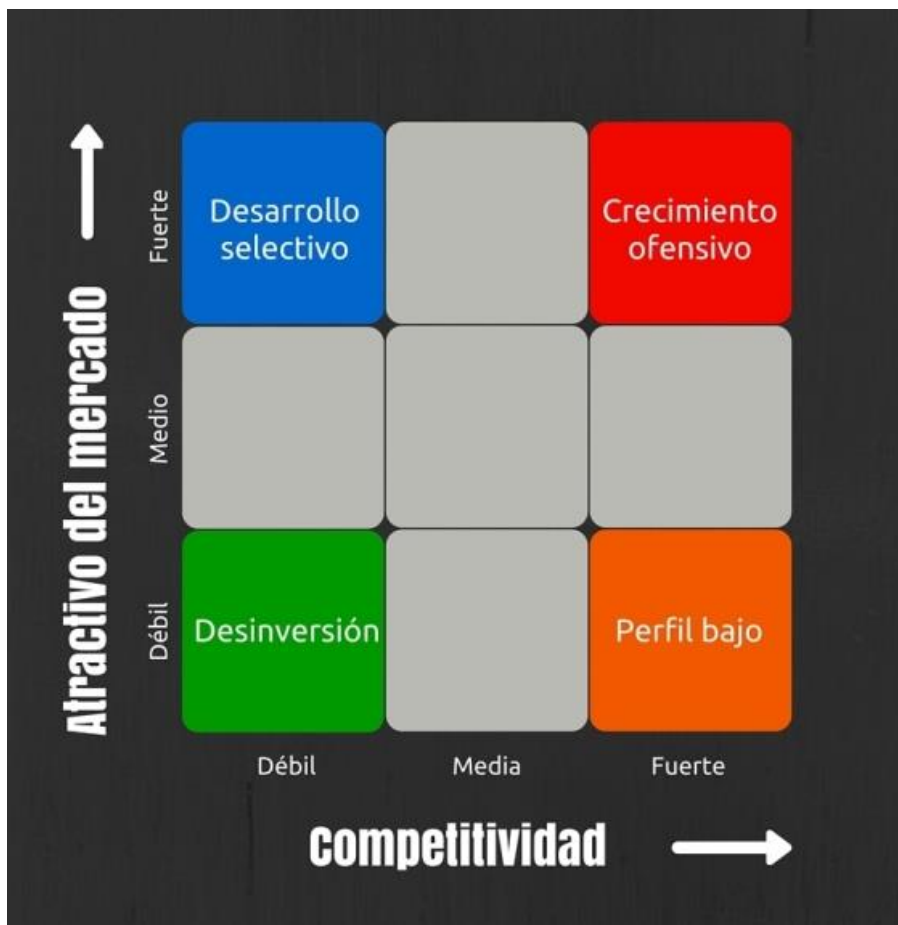 Atractivo del mercado
Fuerte
Desarrollo
selectivo
Crecimiento
ofensivo
Medio
Débil
Desinversión
Perfil bajo
Débil
Media
Fuerte
Competitividad